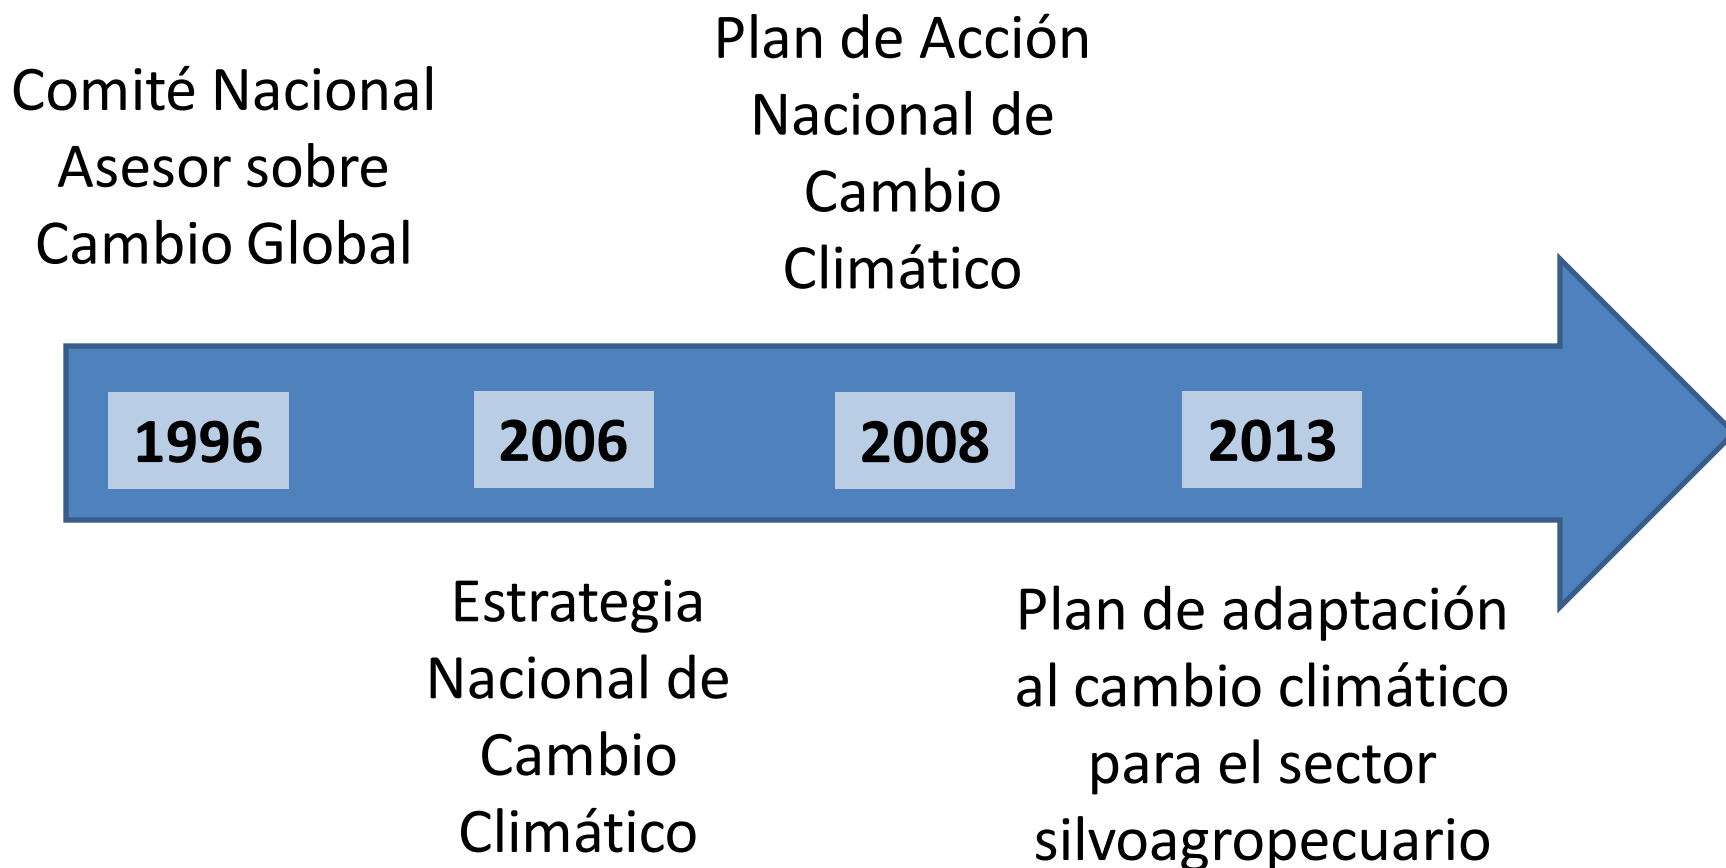 Comité Nacional
Asesor sobre
Cambio Global
Plan de Acción
Nacional de
Cambio
Climático
1996
2006
2008
2013
Estrategia
Nacional de
Cambio
Climático
Plan de adaptación
al cambio climático
para el sector
silvoagropecuario